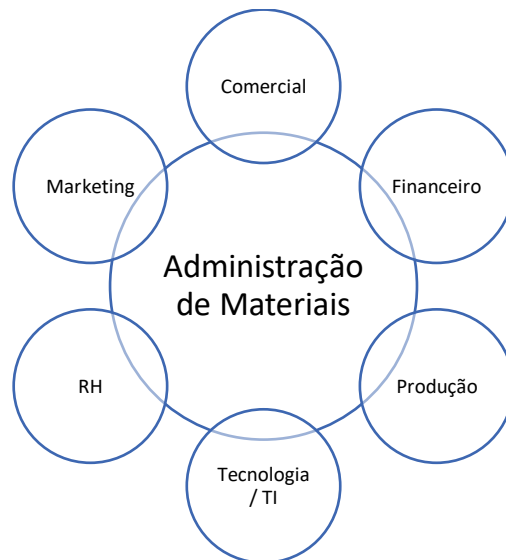 Comercial
Marketing
Financeiro
Administração
de Materiais
RH
Produção
Tecnologia
/ TI